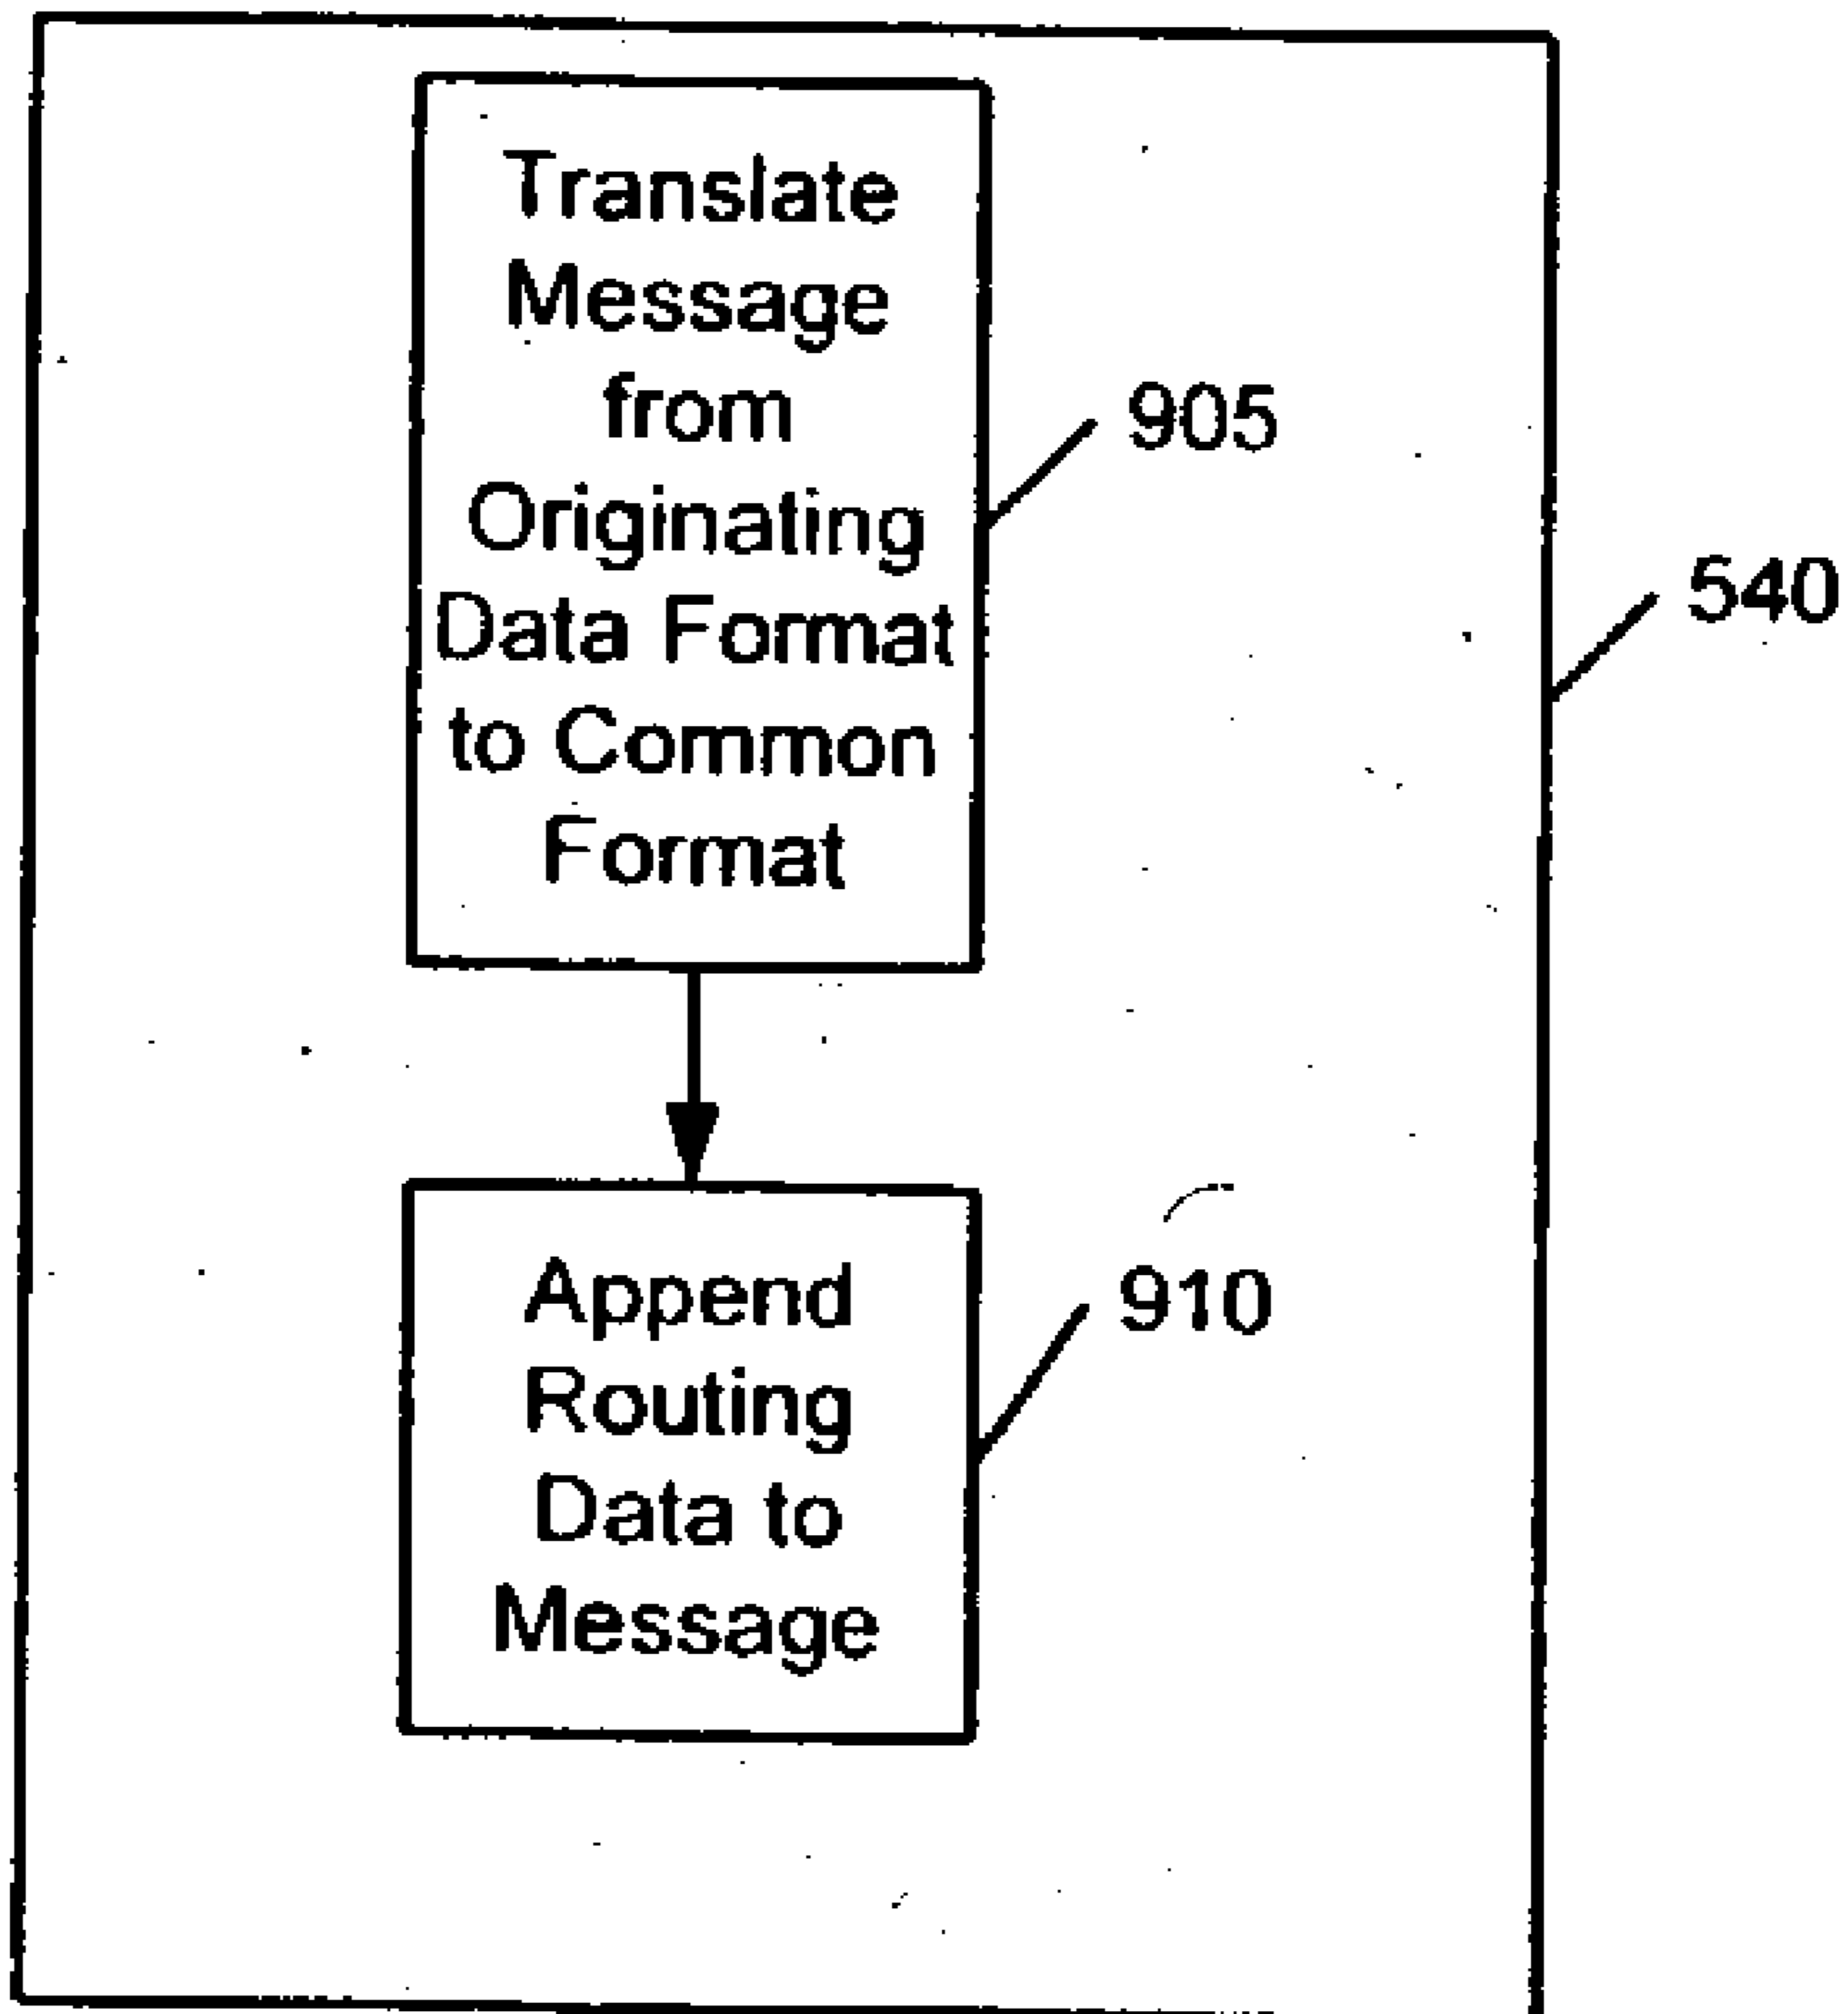 Translate
Message
from
Originating
Data Format
to Common
Format
905
540
Append
Routing
Data to
Message
910